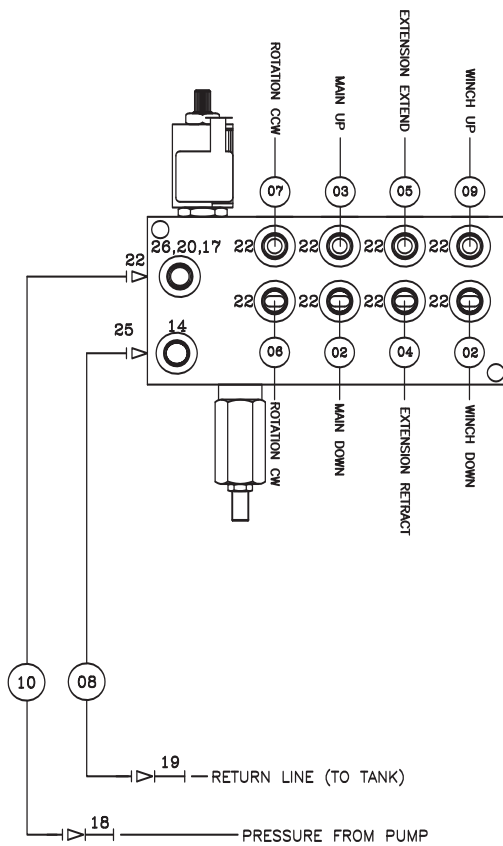 ROTATION CCW
MAIN UP
EXTENSION EXTEND
WINCH UP
07
03
05
09
26,20,17
22
22
22
22
22
22
25
14
22
22
22
06
02
04
02
ROTATION CW
MAIN DOWN
EXTENSION RETRACT
WINCH DOWN
10
08
19
RETURN LINE (TO TANK)
18
PRESSURE FROM PUMP